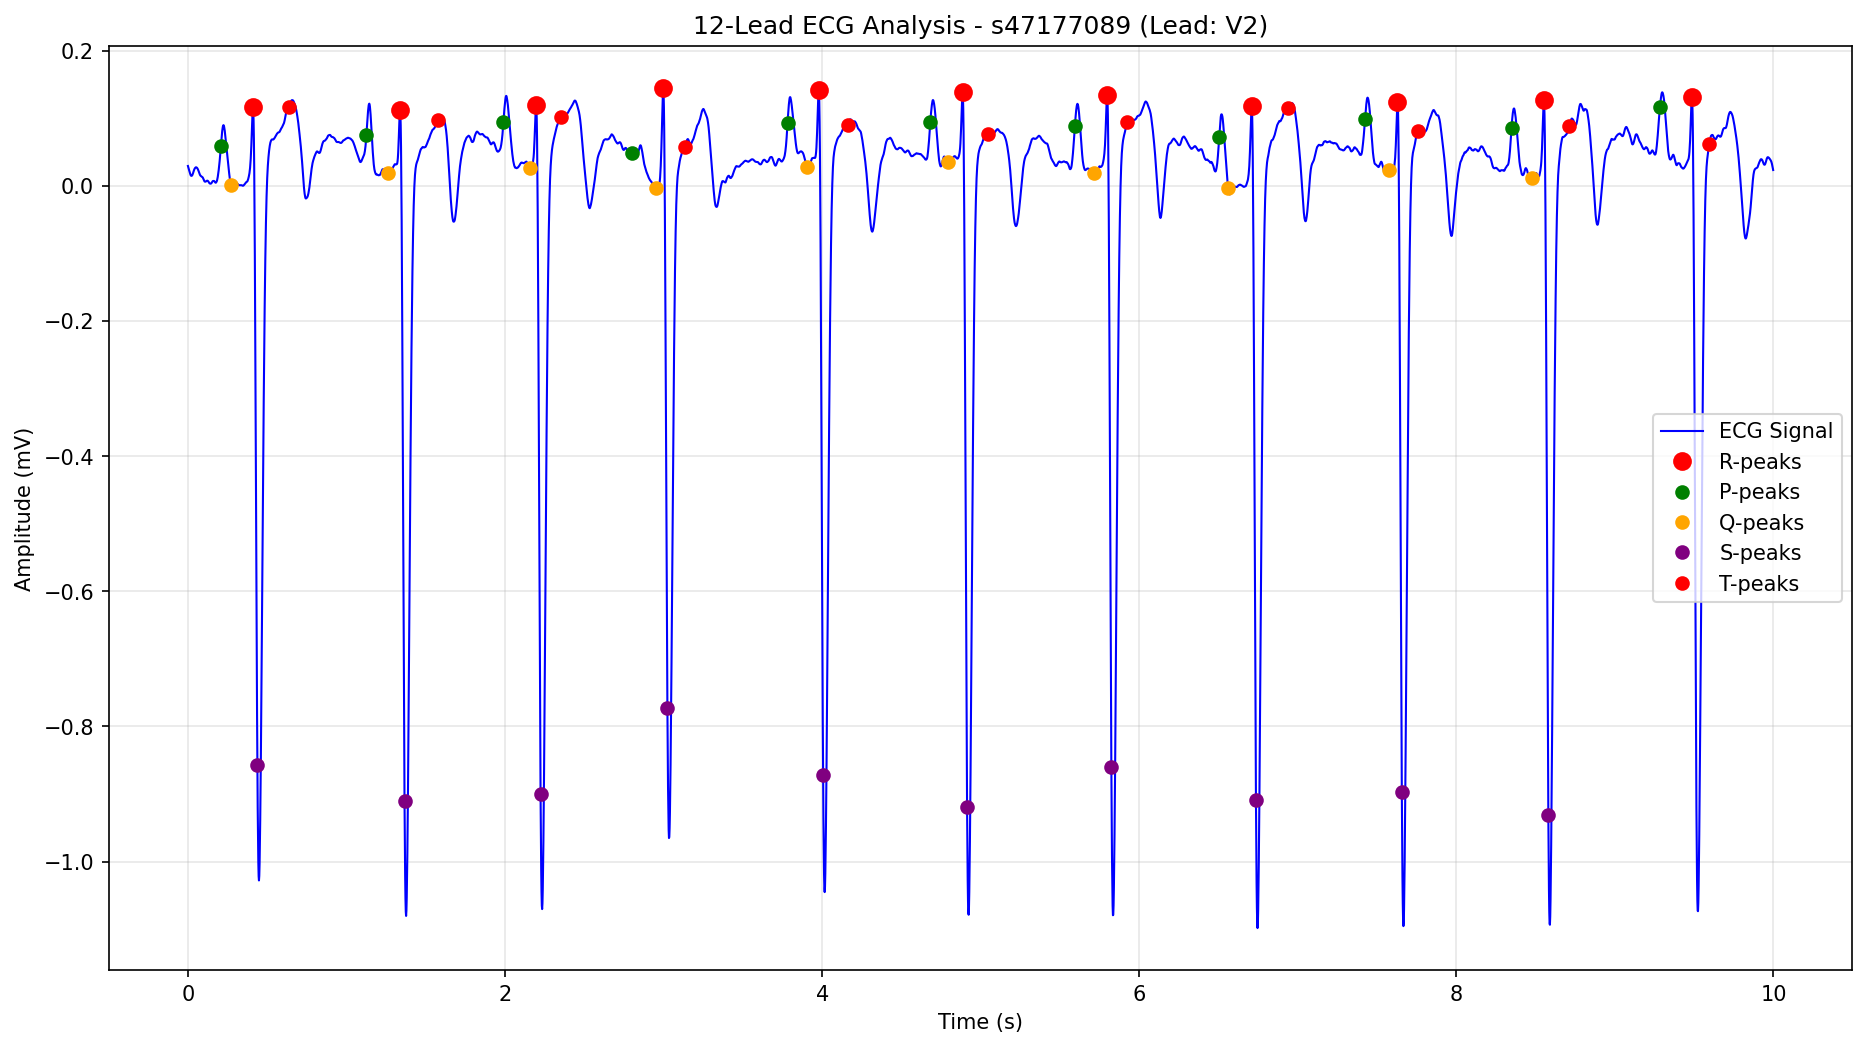 12-Lead ECG Analysis - s47177089 (Lead: V2)
0.2
0.0
−0.2
−0.4
−0.6
−0.8
−1.0
Amplitude (mV)
ECG Signal
R-peaks
P-peaks
Q-peaks
S-peaks
T-peaks
0 2 4 6 8 10
Time (s)